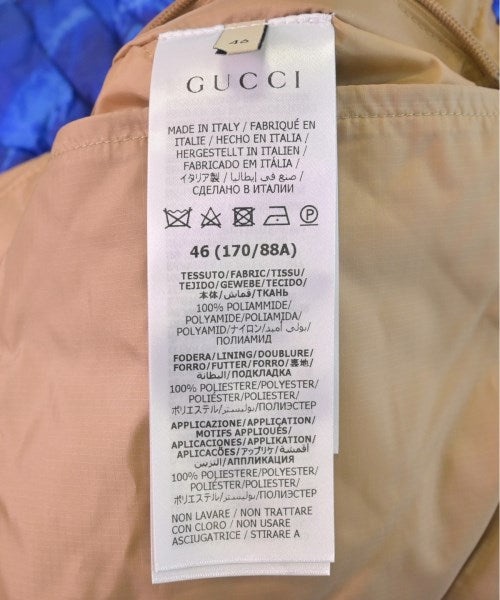 46
GUCCI
MADE IN ITALY / FABRIQUÉ EN
ITALIE / HECHO EN ITALIA /
HERGESTELLT IN ITALIEN /
FABRICADO EM ITÁLIA /
イタリア製 / صنع في إيطاليا /
СДЕЛАНО В ИТАЛИИ
P
46 (170/88A)
TESSUTO/FABRIC/TISSU/
TEJIDO/GEWEBE/TECIDO/
本体/قماش/ТКАНЬ
100% POLIAMMIDE/
POLYAMIDE/POLIAMIDA/
POLYAMID/ナイロン/بولي أميد/
ПОЛИАМИД
FODERA/LINING/DOUBLURE/
FORRO/FUTTER/FORRO/裏地/
البطانة/ПОДКЛАДКА
100% POLIESTERE/POLYESTER/
POLIÉSTER/POLYESTER/
ポリエステル/بوليستر/ПОЛИЭСТЕР
APPLICAZIONE/APPLICATION/
MOTIFS APPLIQUÉS/
APLICACIONES/APPLIKATION/
APLICAÇÕES/アップリケ/أقمشة
التزيين/АППЛИКАЦИЯ
100% POLIESTERE/POLYESTER/
POLIÉSTER/POLYESTER/
ポリエステル/بوليستر/ПОЛИЭСТЕР
NON LAVARE / NON TRATTARE
CON CLORO / NON USARE
ASCIUGATRICE / STIRARE A